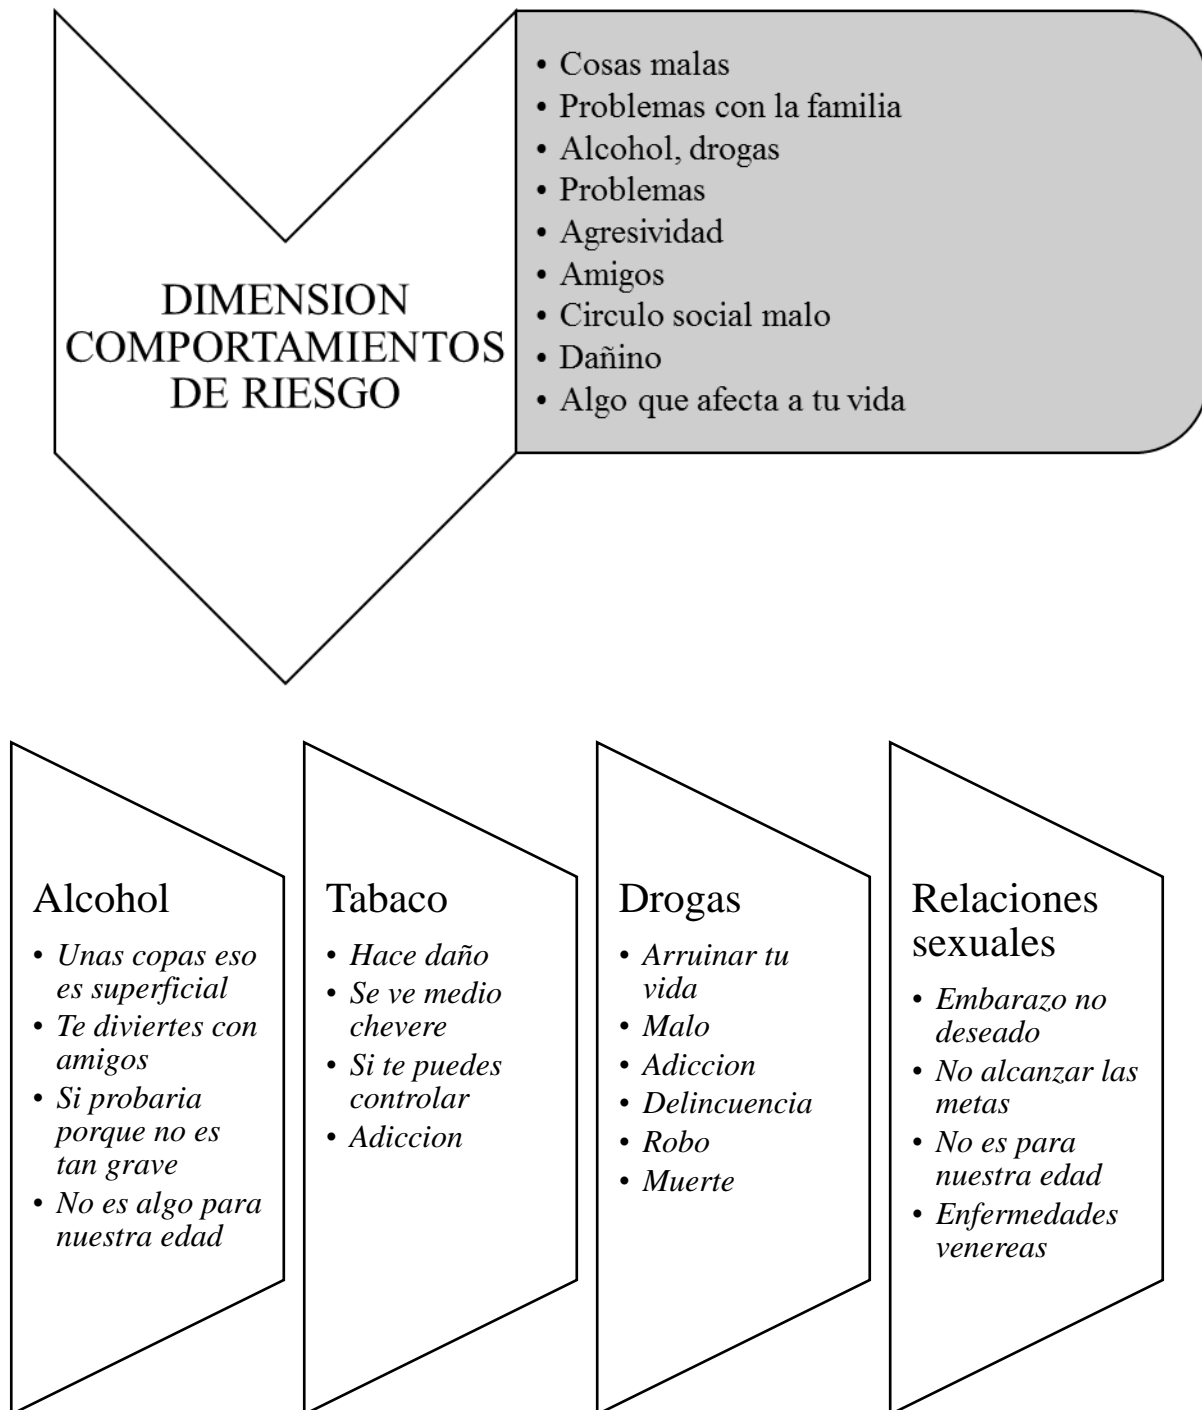 DIMENSION
COMPORTAMIENTOS
DE RIESGO
• Cosas malas
• Problemas con la familia
• Alcohol, drogas
• Problemas
• Agresividad
• Amigos
• Circulo social malo
• Dañino
• Algo que afecta a tu vida
Alcohol
• Unas copas eso
es superficial
• Te diviertes con
amigos
• Si probaria
porque no es
tan grave
• No es algo para
nuestra edad
Tabaco
• Hace daño
• Se ve medio
chevere
• Si te puedes
controlar
• Adiccion
Drogas
• Arruinar tu
vida
• Malo
• Adiccion
• Delincuencia
• Robo
• Muerte
Relaciones
sexuales
• Embarazo no
deseado
• No alcanzar las
metas
• No es para
nuestra edad
• Enfermedades
venereas